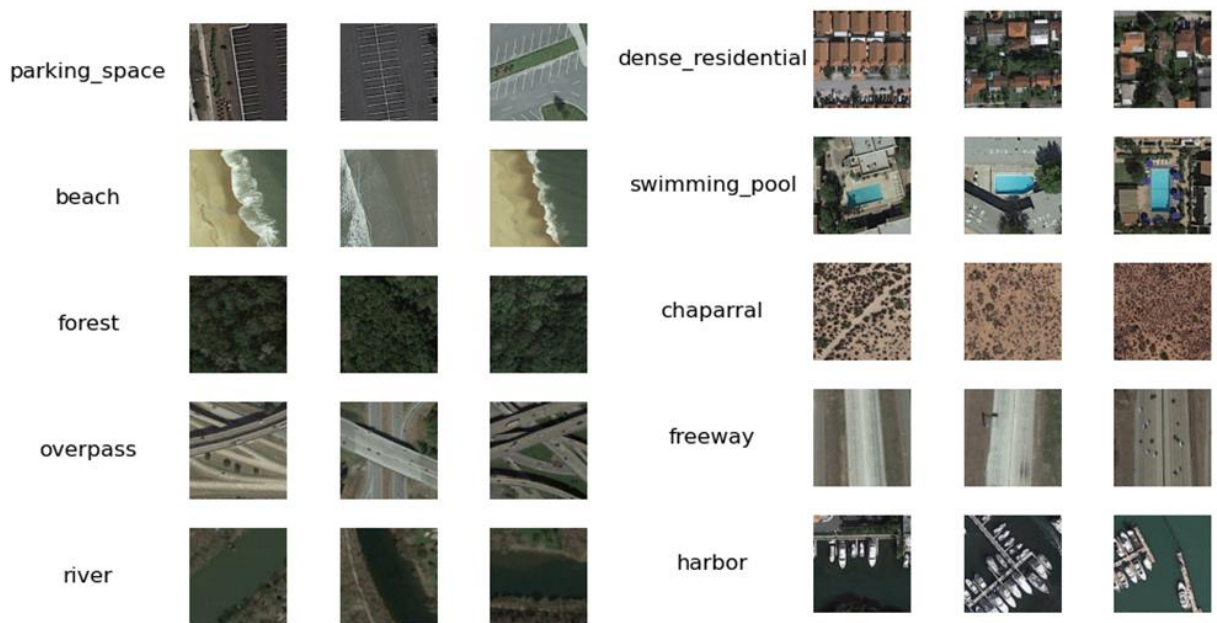 parking_space
beach
forest
overpass
river
dense_residential
swimming_pool
chaparral
freeway
harbor